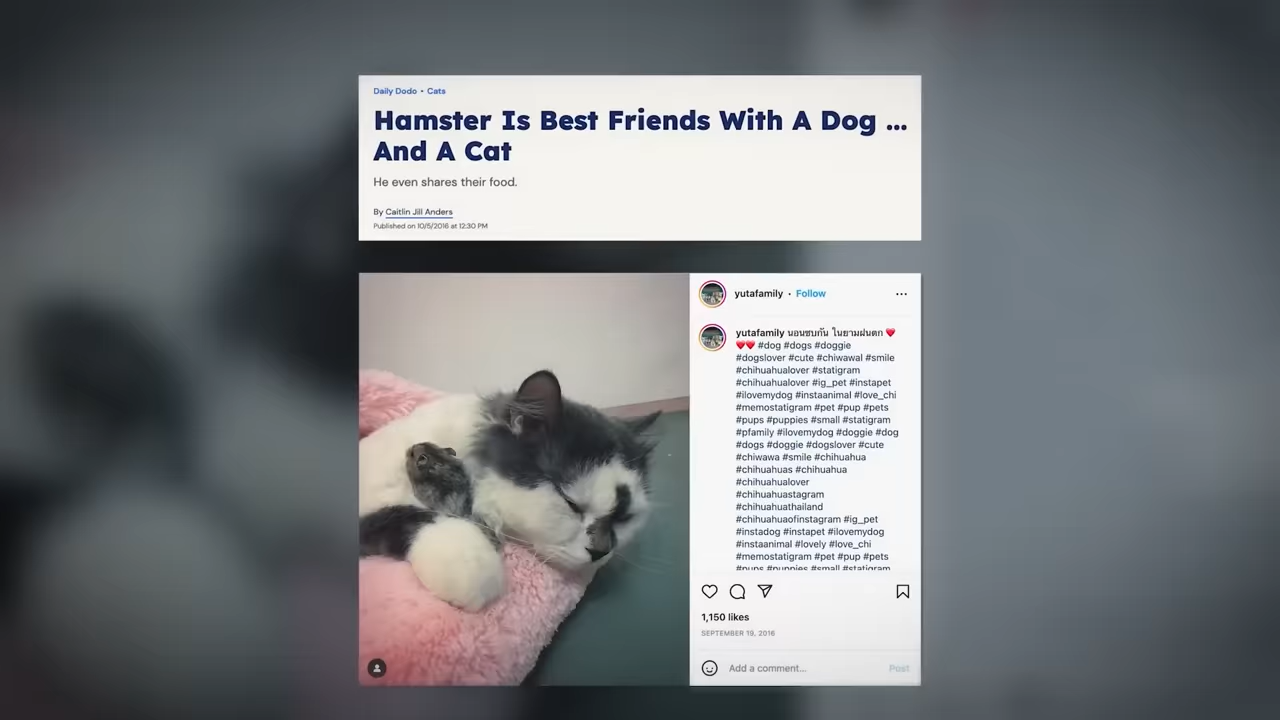 Daily Dodo • Cats
Hamster Is Best Friends With A Dog ...
And A Cat
He even shares their food.
By Caitlin Jill Anders
Published on 10/5/2016 at 12:30 PM
yutafamily • Follow
yutafamily นอนซบกัน ในยามฝนตก ❤️
❤️❤️ #dog #dogs #doggie
#dogslover #cute #chiwawal #smile
#chihuahualover #statigram
#chihuahualover #ig_pet #instapet
#ilovemydog #instaanimal #love_chi
#memostatigram #pet #pup #pets
#pups #puppies #small #statigram
#pfamily #ilovemydog #doggie #dog
#dogs #doggie #dogslover #cute
#chiwawa #smile #chihuahua
#chihuahuas #chihuahua
#chihuahualover
#chihuahuastagram
#chihuahuathailand
#chihuahuaofinstagram #ig_pet
#instadog #instapet #ilovemydog
#instaanimal #lovely #love_chi
#memostatigram #pet #pup #pets
#pups #puppies #small #statigram
1,150 likes
SEPTEMBER 19, 2016
Add a comment...
Post